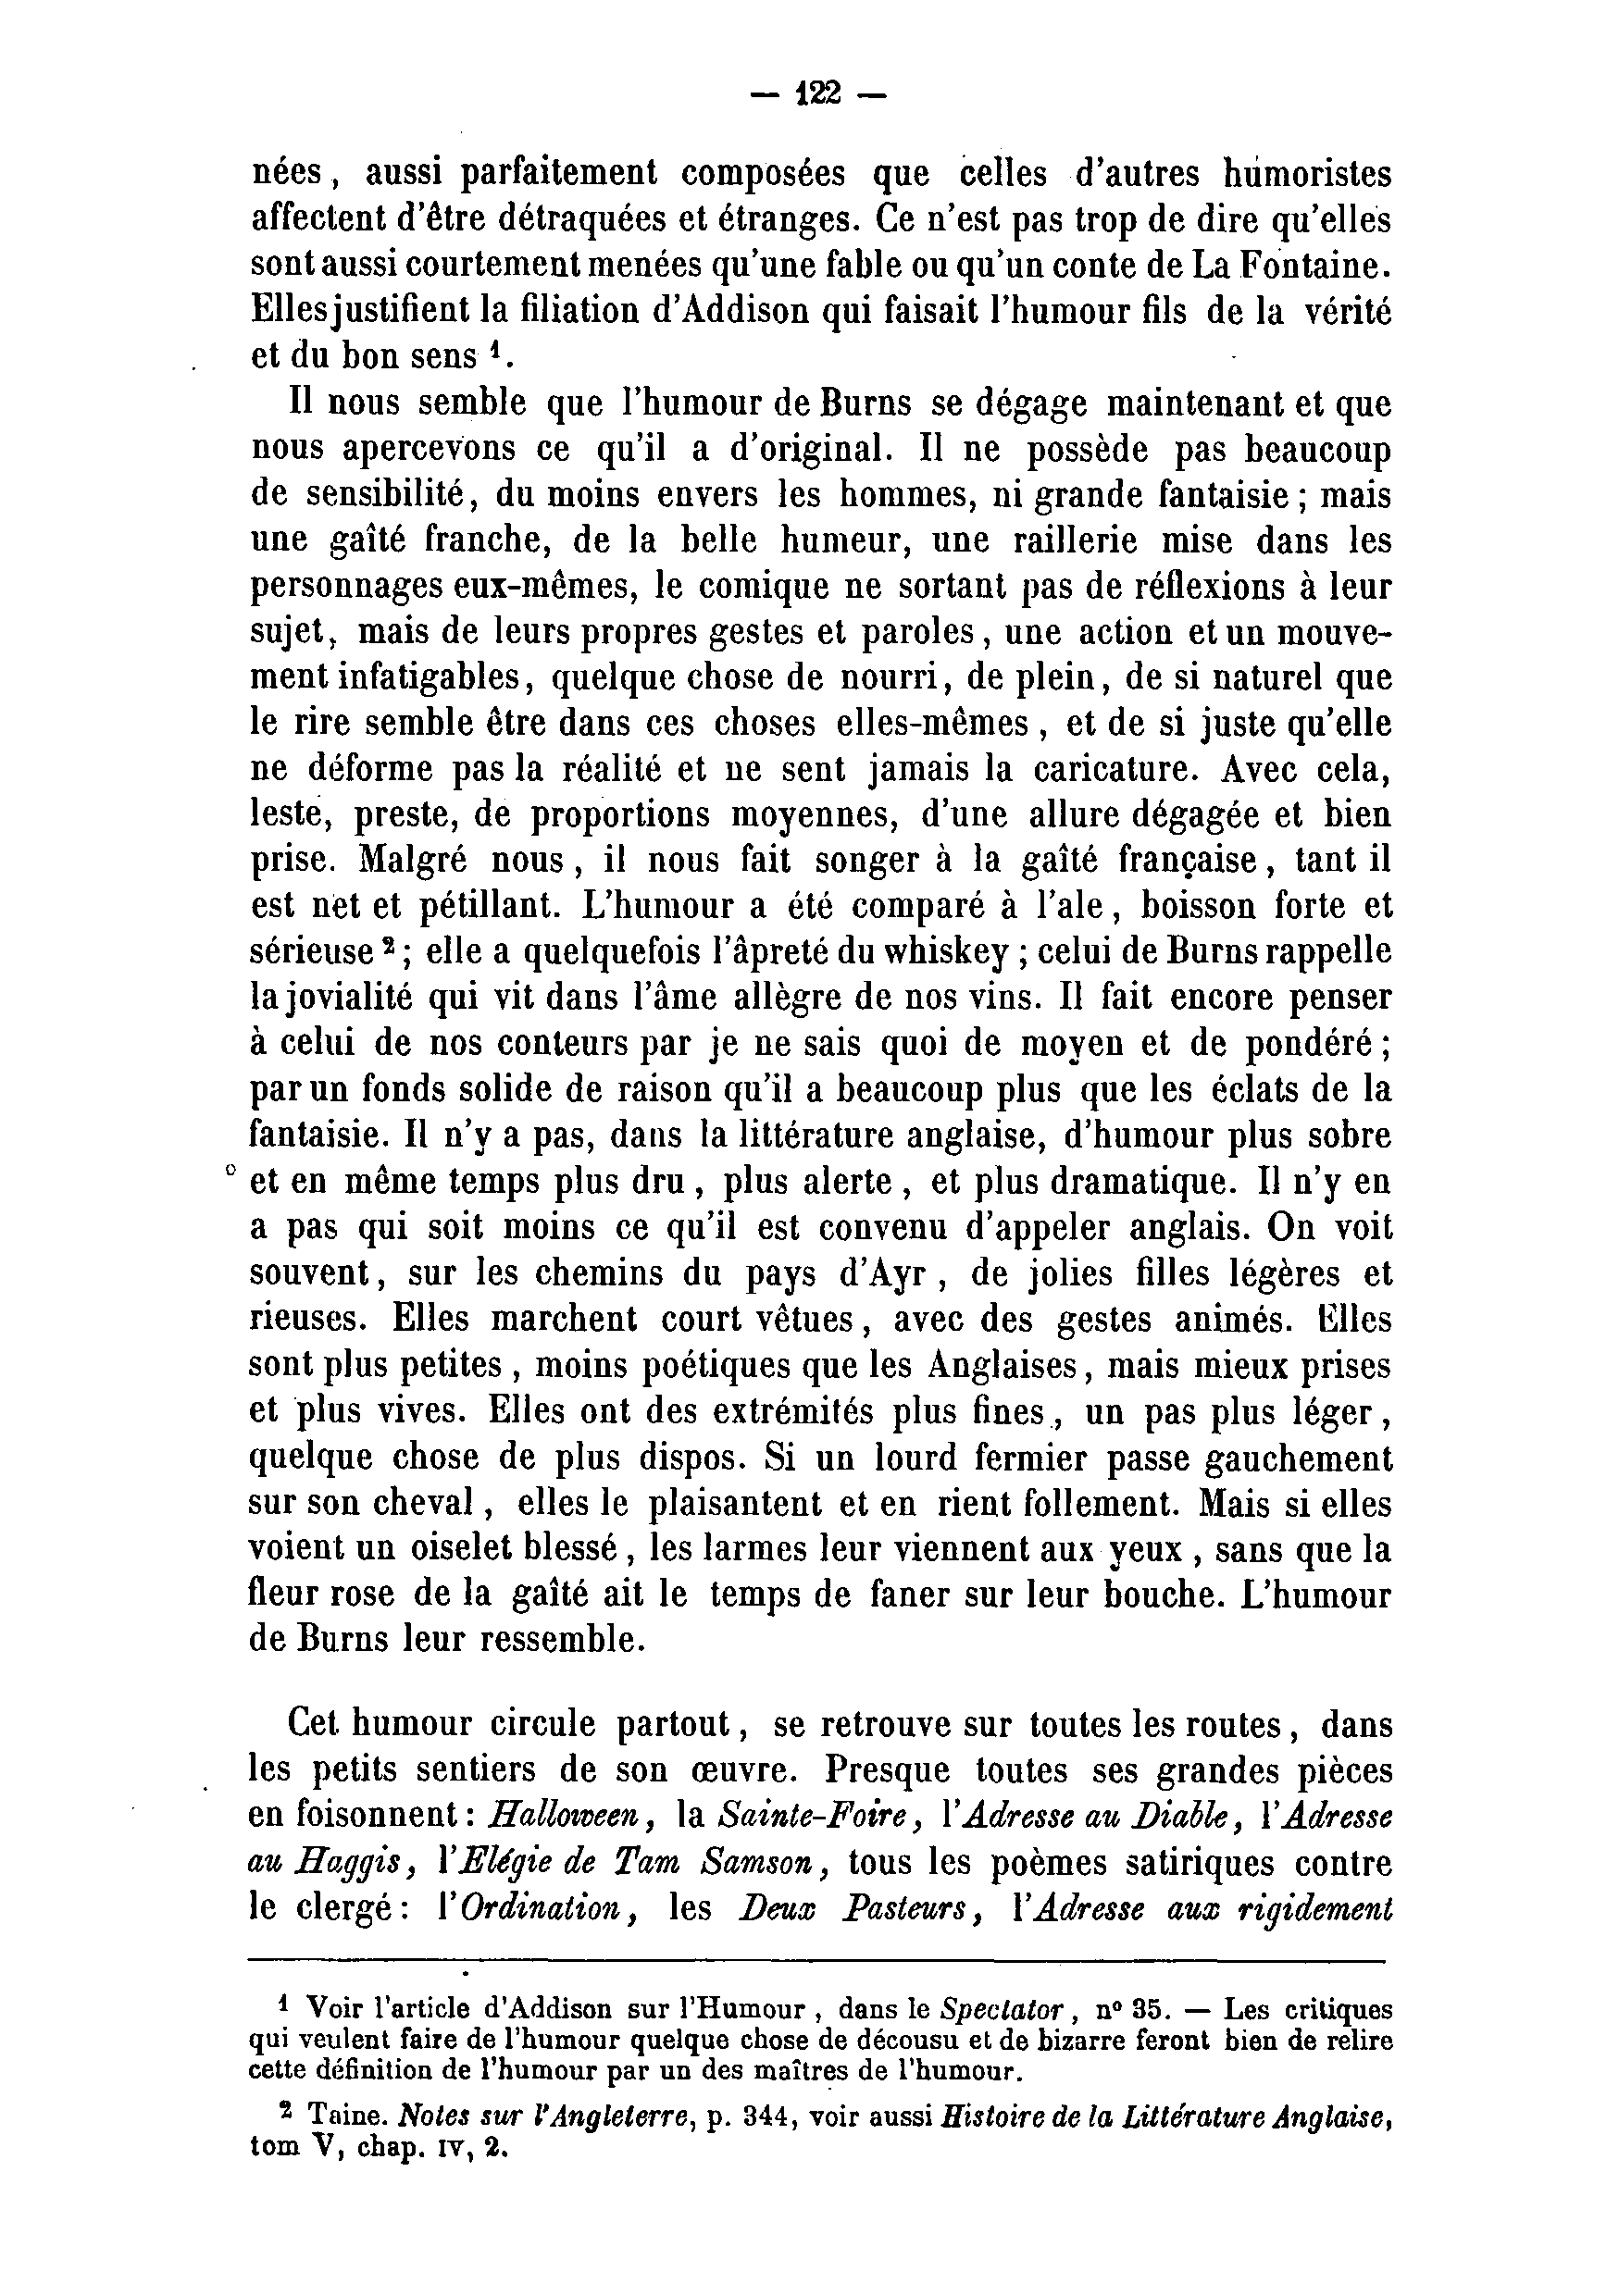 — 122 —
nées, aussi parfaitement composées que celles d'autres humoristes
affectent d'être détraquées et étranges. Ce n'est pas trop de dire qu'elles
sont aussi courtement menées qu'une fable ou qu'un conte de La Fontaine.
Elles justifient la filiation d'Addison qui faisait l'humour fils de la vérité
et du bon sens ¹.
Il nous semble que l'humour de Burns se dégage maintenant et que
nous apercevons ce qu'il a d'original. Il ne possède pas beaucoup
de sensibilité, du moins envers les hommes, ni grande fantaisie ; mais
une gaîté franche, de la belle humeur, une raillerie mise dans les
personnages eux-mêmes, le comique ne sortant pas de réflexions à leur
sujet, mais de leurs propres gestes et paroles, une action et un mouve-
ment infatigables, quelque chose de nourri, de plein, de si naturel que
le rire semble être dans ces choses elles-mêmes, et de si juste qu'elle
ne déforme pas la réalité et ne sent jamais la caricature. Avec cela,
leste, preste, de proportions moyennes, d'une allure dégagée et bien
prise. Malgré nous, il nous fait songer à la gaîté française, tant il
est net et pétillant. L'humour a été comparé à l'ale, boisson forte et
sérieuse ² ; elle a quelquefois l'âpreté du whiskey ; celui de Burns rappelle
la jovialité qui vit dans l'âme allègre de nos vins. Il fait encore penser
à celui de nos conteurs par je ne sais quoi de moyen et de pondéré ;
par un fonds solide de raison qu'il a beaucoup plus que les éclats de la
fantaisie. Il n'y a pas, dans la littérature anglaise, d'humour plus sobre
et en même temps plus dru, plus alerte, et plus dramatique. Il n'y en
a pas qui soit moins ce qu'il est convenu d'appeler anglais. On voit
souvent, sur les chemins du pays d'Ayr, de jolies filles légères et
rieuses. Elles marchent court vêtues, avec des gestes animés. Elles
sont plus petites, moins poétiques que les Anglaises, mais mieux prises
et plus vives. Elles ont des extrémités plus fines, un pas plus léger,
quelque chose de plus dispos. Si un lourd fermier passe gauchement
sur son cheval, elles le plaisantent et en rient follement. Mais si elles
voient un oiselet blessé, les larmes leur viennent aux yeux, sans que la
fleur rose de la gaîté ait le temps de faner sur leur bouche. L'humour
de Burns leur ressemble.
Cet humour circule partout, se retrouve sur toutes les routes, dans
les petits sentiers de son œuvre. Presque toutes ses grandes pièces
en foisonnent : Halloween, la Sainte-Foire, l'Adresse au Diable, l'Adresse
au Haggis, l'Elégie de Tam Samson, tous les poèmes satiriques contre
le clergé : l'Ordination, les Deux Pasteurs, l'Adresse aux rigidement
¹ Voir l'article d'Addison sur l'Humour, dans le Spectator, n° 35. — Les critiques
qui veulent faire de l'humour quelque chose de décousu et de bizarre feront bien de relire
cette définition de l'humour par un des maîtres de l'humour.
² Taine. Notes sur l'Angleterre, p. 344, voir aussi Histoire de la Littérature Anglaise,
tom V, chap. IV, 2.